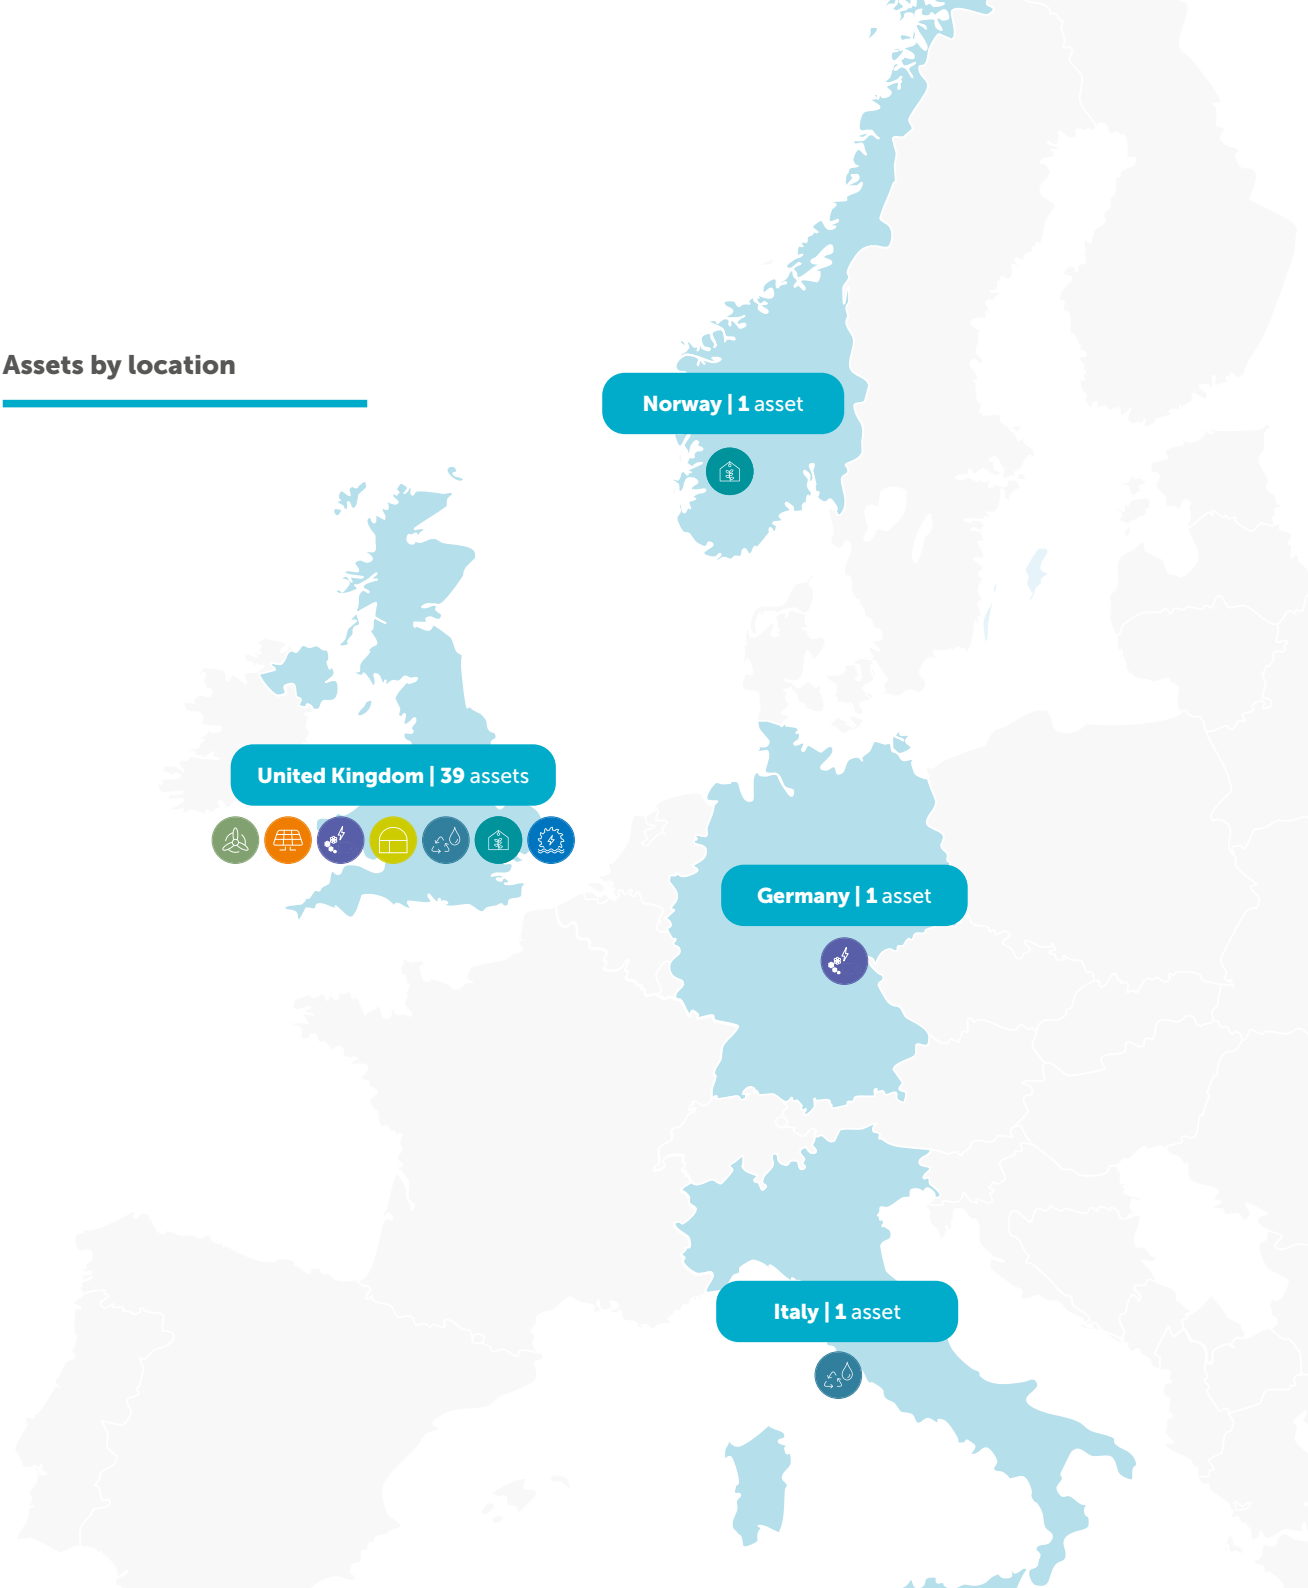 Assets by location
Norway | 1 asset
United Kingdom | 39 assets
Germany | 1 asset
Italy | 1 asset